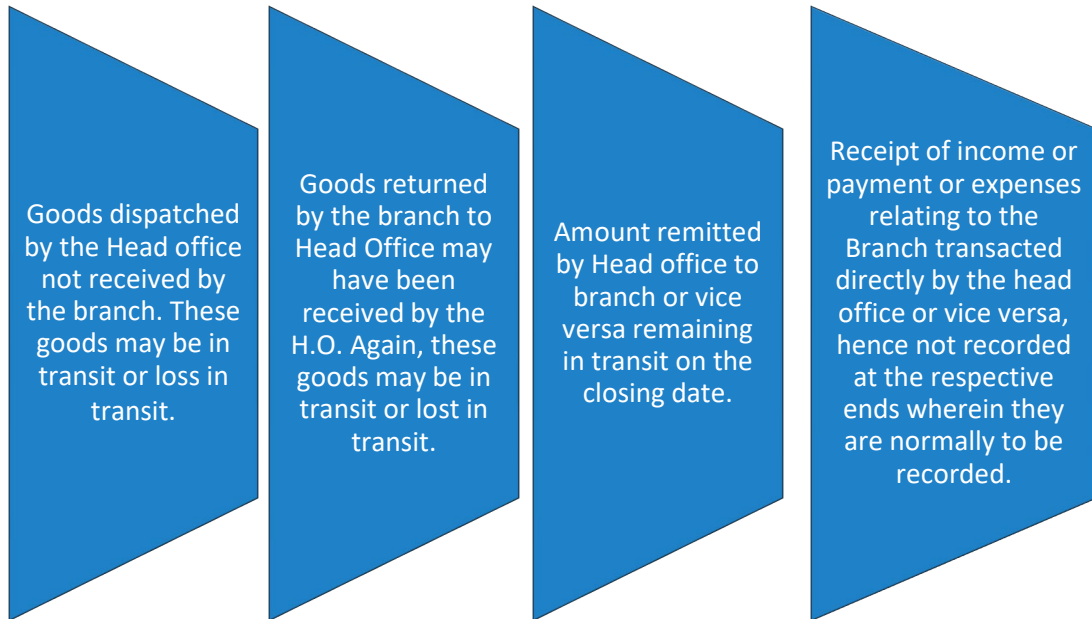 Goods dispatched
by the Head office
not received by
the branch. These
goods may be in
transit or loss in
transit.
Goods returned
by the branch to
Head Office may
have been
received by the
H.O. Again, these
goods may be in
transit or lost in
transit.
Amount remitted
by Head office to
branch or vice
versa remaining
in transit on the
closing date.
Receipt of income or
payment or expenses
relating to the
Branch transacted
directly by the head
office or vice versa,
hence not recorded
at the respective
ends wherein they
are normally to be
recorded.